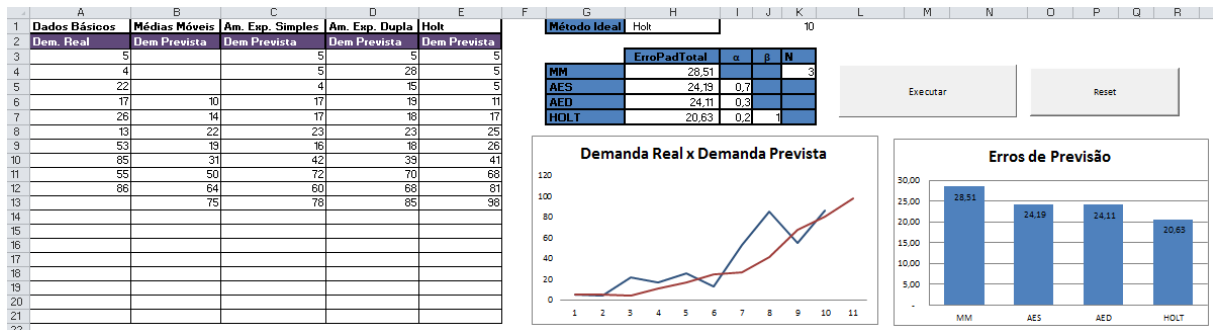 A B C D E F G H I J K L M N O P Q R
1 Dados Básicos Médias Móveis Am. Exp. Simples Am. Exp. Dupla Holt Método Ideal Holt 10
2 Dem. Real Dem Prevista Dem Prevista Dem Prevista Dem Prevista
3 5 5 5 5 ErroPadTotal α β N
4 4 5 28 5 MM 28,51 3
5 22 4 15 5 AES 24,19 0,7
6 17 10 17 19 11 AED 24,11 0,3
7 26 14 17 18 17 HOLT 20,63 0,2 1
8 13 22 23 23 25
9 53 19 16 18 26
10 85 31 42 39 41
11 55 50 72 70 68
12 86 64 60 68 81
13 75 78 85 98
14
15
16
17
18
19
20
21
22
Executar
Reset
Demanda Real x Demanda Prevista
120
100
80
60
40
20
0
1 2 3 4 5 6 7 8 9 10 11
Erros de Previsão
30,00
25,00
20,00
15,00
10,00
5,00
-
28,51
24,19
24,11
20,63
MM AES AED HOLT